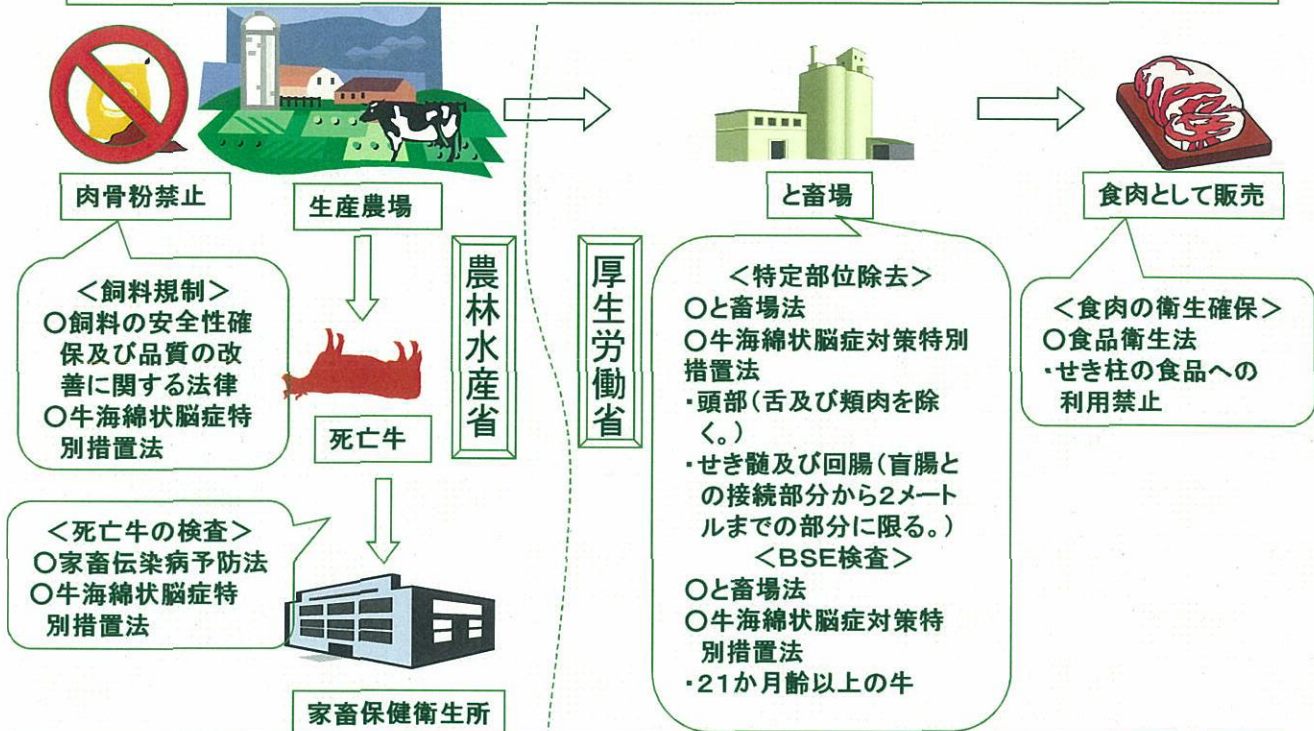 肉骨粉禁止
生産農場
と畜場
食肉として販売
＜飼料規制＞
○飼料の安全性確
保及び品質の改
善に関する法律
○牛海綿状脳症特
別措置法
農林水産省
厚生労働省
死亡牛
＜死亡牛の検査＞
○家畜伝染病予防法
○牛海綿状脳症特
別措置法
家畜保健衛生所
＜特定部位除去＞
○と畜場法
○牛海綿状脳症対策特別
措置法
・頭部（舌及び頬肉を除
く。）
・せき髄及び回腸（盲腸と
の接続部分から2メート
ルまでの部分に限る。）
＜BSE検査＞
○と畜場法
○牛海綿状脳症対策特
別措置法
・21か月齢以上の牛
＜食肉の衛生確保＞
○食品衛生法
・せき柱の食品への
利用禁止